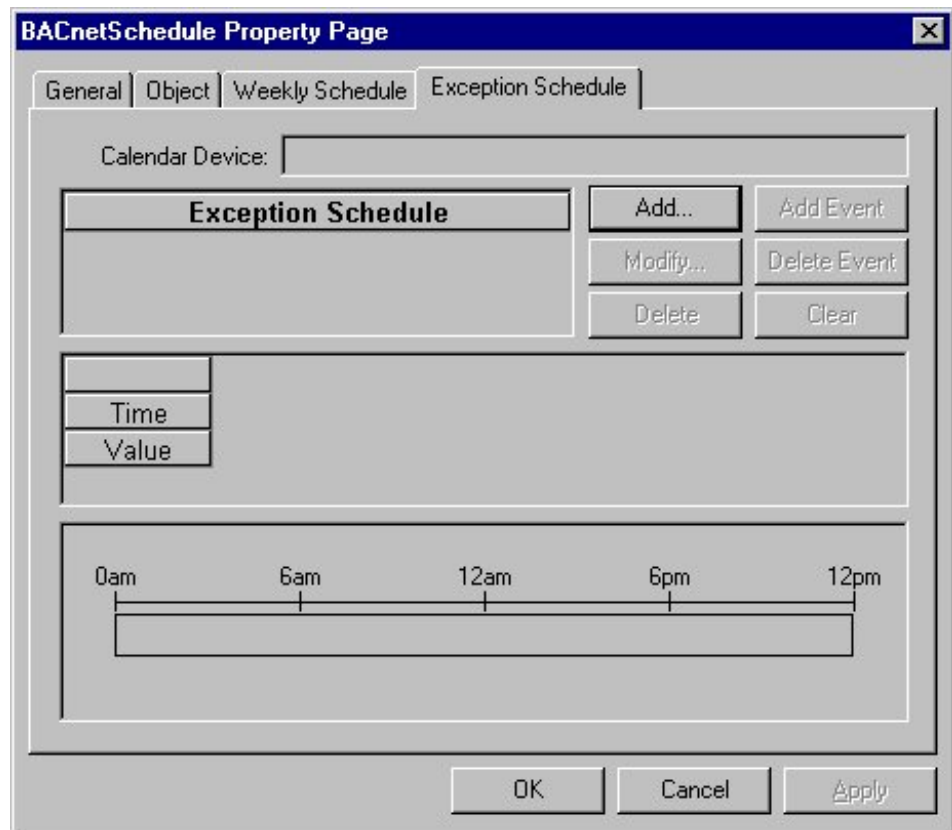 BACnetSchedule Property Page
General Object Weekly Schedule Exception Schedule
Calendar Device:
Exception Schedule
Add... Add Event
Modify... Delete Event
Delete Clear
Time
Value
0am 6am 12am 6pm 12pm
OK Cancel Apply